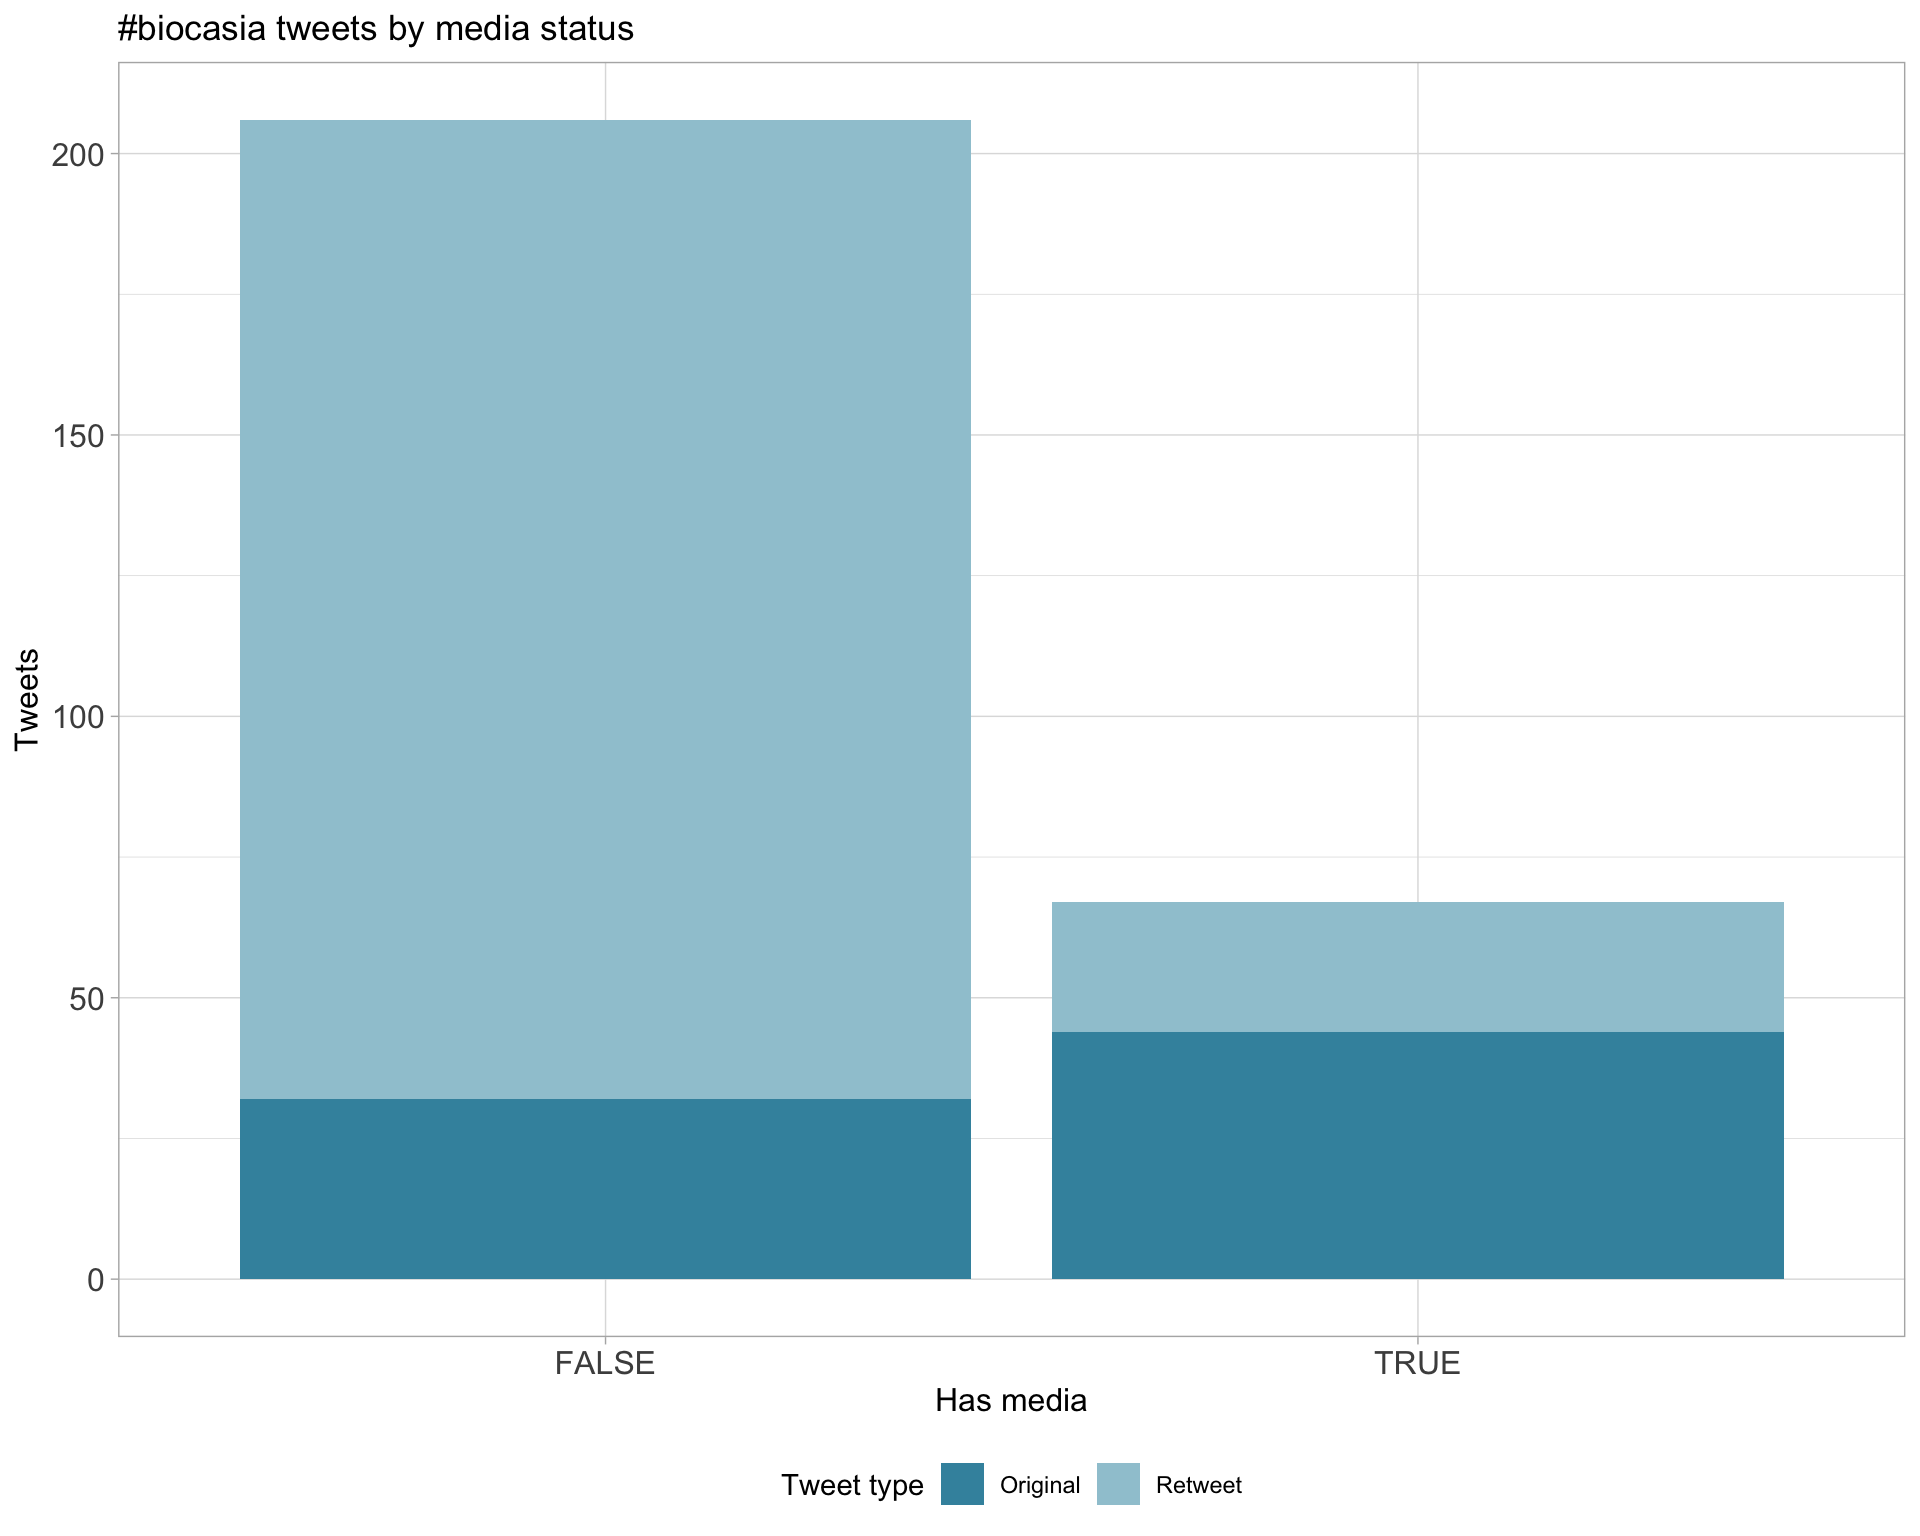 #biocasia tweets by media status
200
150
100
50
0
Tweets
FALSE
TRUE
Has media
Tweet type
Original
Retweet